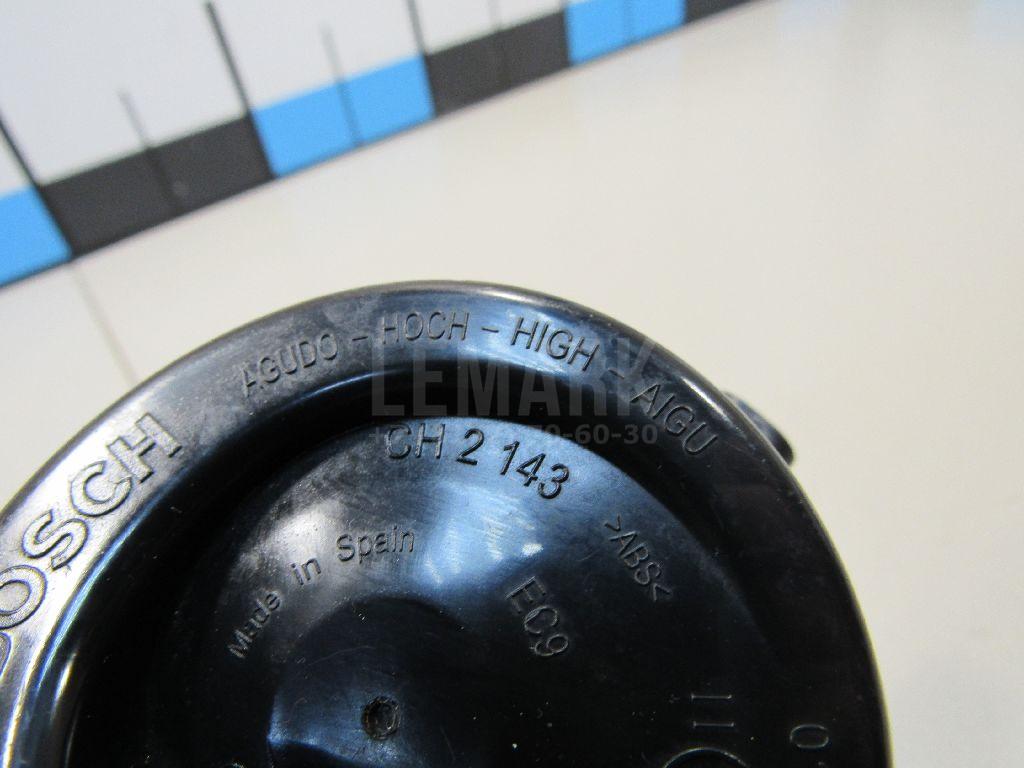 AGUDO - HOCH - HIGH - AIGU
BOSCH
CH 2 143
Made in Spain
>ABS<
EC9
LEMARK